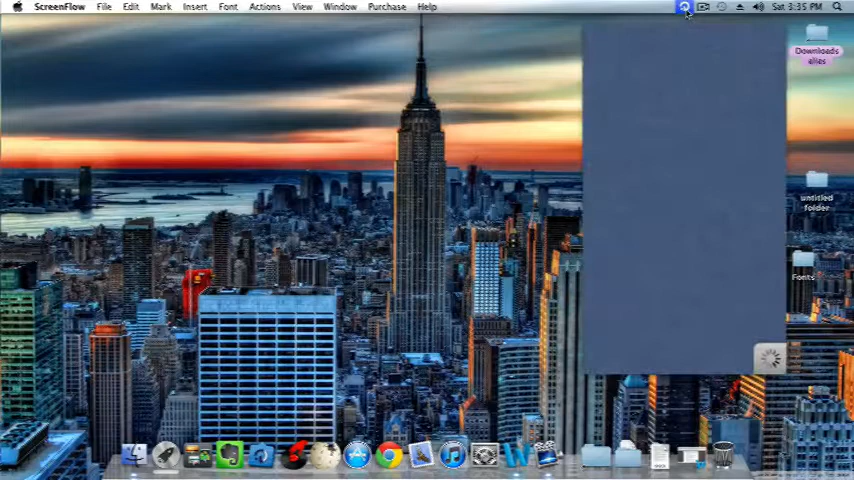 ScreenFlow File Edit Mark Insert Font Actions View Window Purchase Help Sat 3:35 PM
Downloads
untitled
folder
Fonts
W